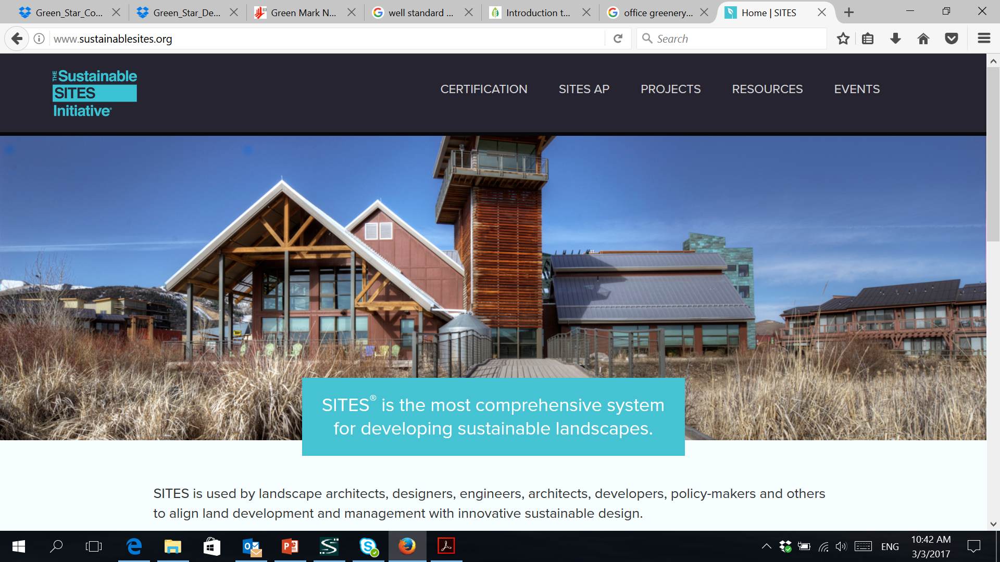 Green_Star_Co...
Green_Star_De...
Green Mark N...
well standard ...
Introduction t...
office greenery,...
Home | SITES
www.sustainablesites.org
Search
THE Sustainable
SITES
Initiative®
CERTIFICATION
SITES AP
PROJECTS
RESOURCES
EVENTS
SITES® is the most comprehensive system
for developing sustainable landscapes.
SITES is used by landscape architects, designers, engineers, architects, developers, policy-makers and others
to align land development and management with innovative sustainable design.
ENG
10:42 AM
3/3/2017